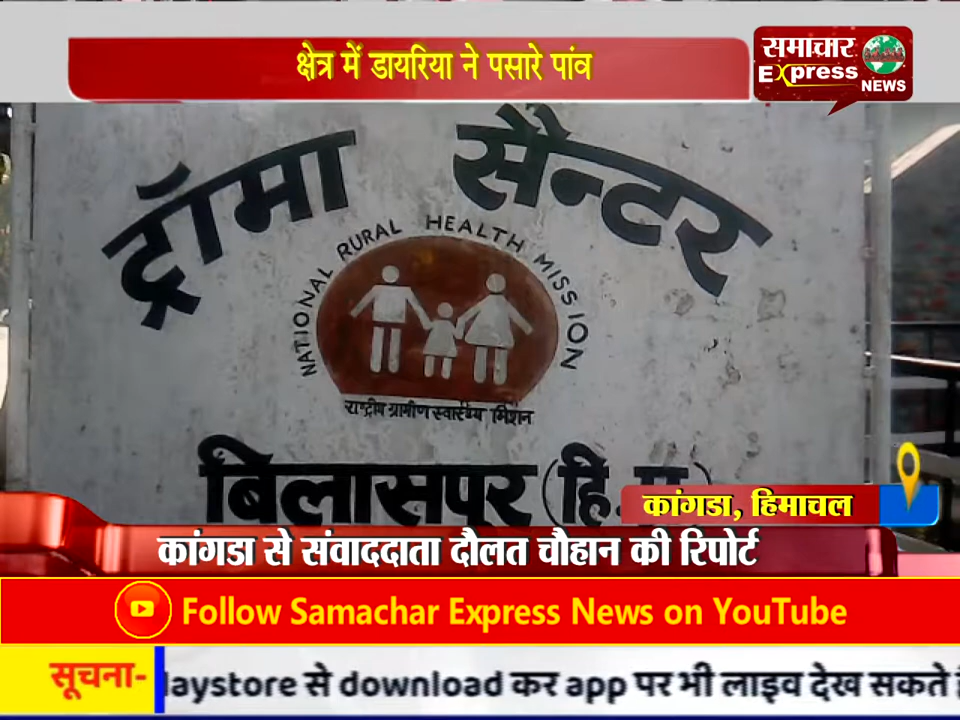 क्षेत्र में डायरिया ने पसारे पांव
समाचार
Express
NEWS
ट्रॉमा सैन्टर
NATIONAL RURAL HEALTH MISSION
राष्ट्रीय ग्रामीण स्वास्थ्य मिशन
बिलासपुर (हि.प्र)
कांगडा, हिमाचल
कांगडा से संवाददाता दौलत चौहान की रिपोर्ट
Follow Samachar Express News on YouTube
सूचना- laystore से download कर app पर भी लाइव देख सकते